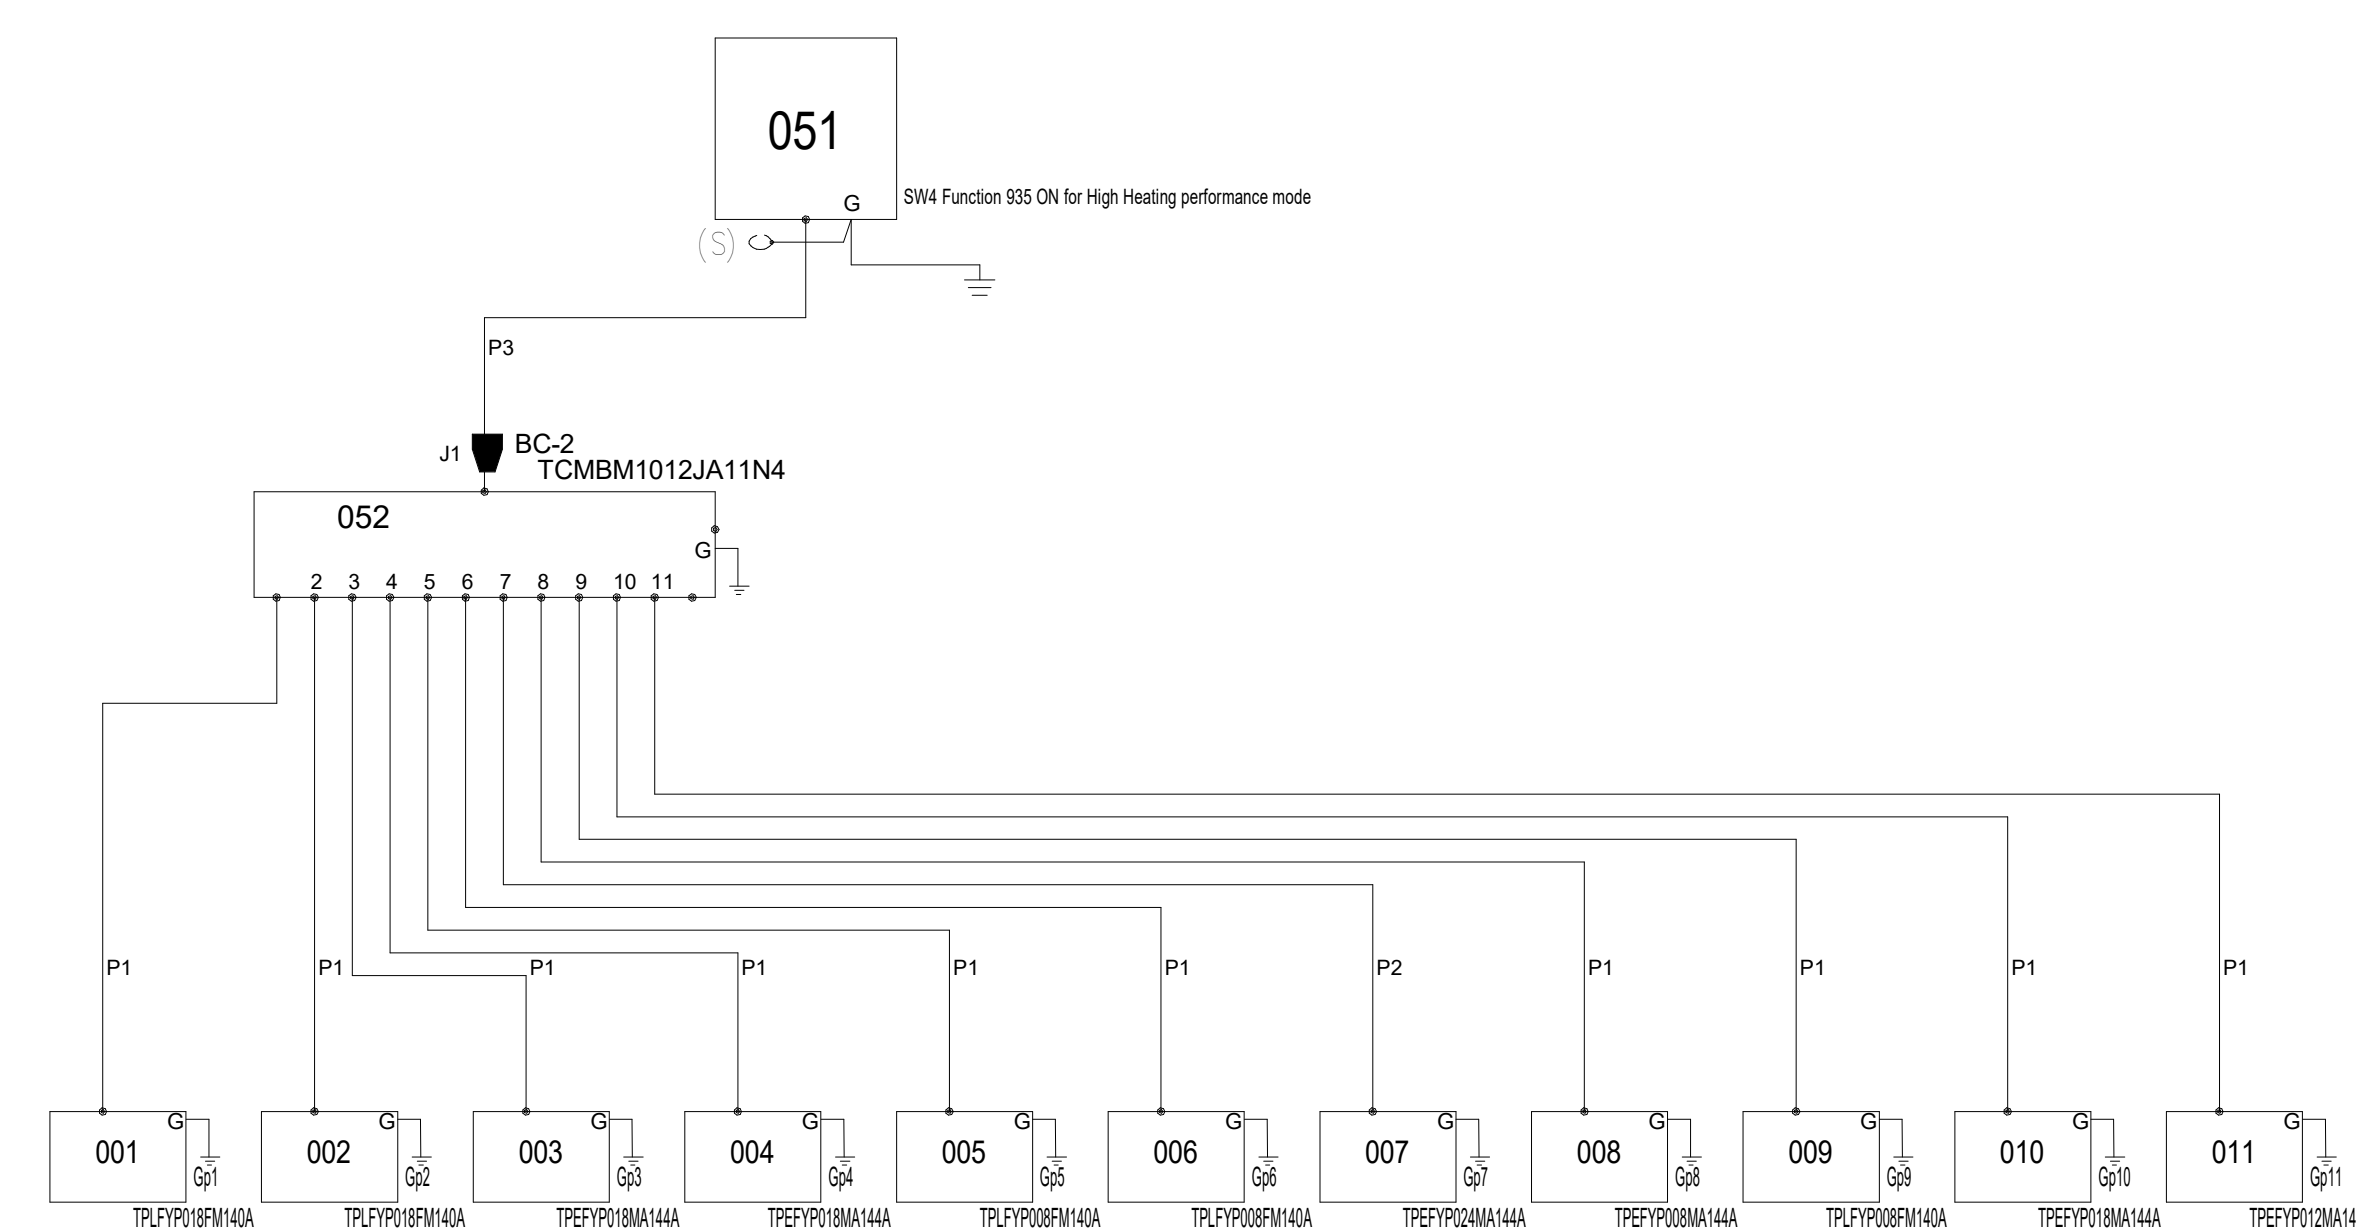 051
G
SW4 Function 935 ON for High Heating performance mode
(S)
P3
J1
BC-2
TCMBM1012JA11N4
052
G
2 3 4 5 6 7 8 9 10 11
P1 P1 P1 P1 P1 P1 P2 P1 P1 P1 P1
G G G G G G G G G G G
001 002 003 004 005 006 007 008 009 010 011
Gp1 Gp2 Gp3 Gp4 Gp5 Gp6 Gp7 Gp8 Gp9 Gp10 Gp11
TPLFYP018FM140A TPLFYP018FM140A TPEFYP018MA144A TPEFYP018MA144A TPLFYP008FM140A TPLFYP008FM140A TPEFYP024MA144A TPEFYP008MA144A TPLFYP008FM140A TPEFYP018MA144A TPEFYP012MA14